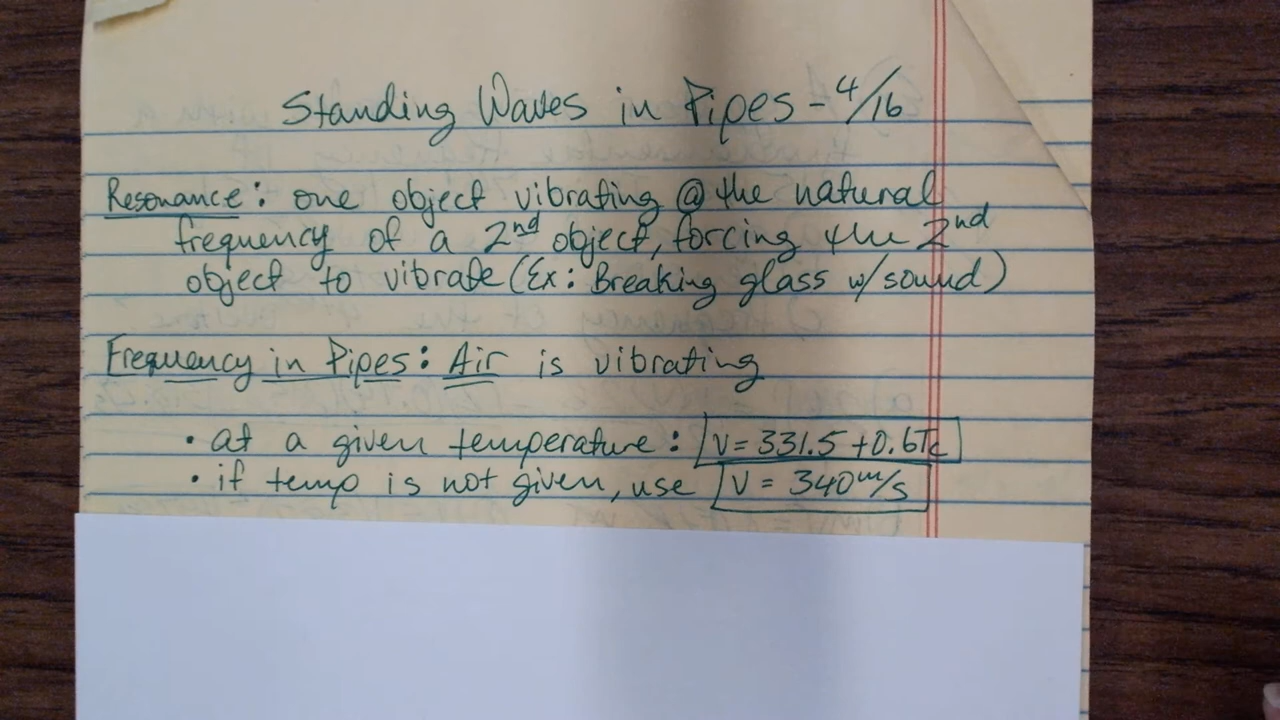 Standing Waves in Pipes - 4/16
Resonance: one object vibrating @ the natural
frequency of a 2nd object, forcing the 2nd
object to vibrate (Ex: Breaking glass w/ sound)
Frequency in Pipes: Air is vibrating
• at a given temperature: V = 331.5 + 0.6Tc
• if temp is not given, use V = 340 m/s